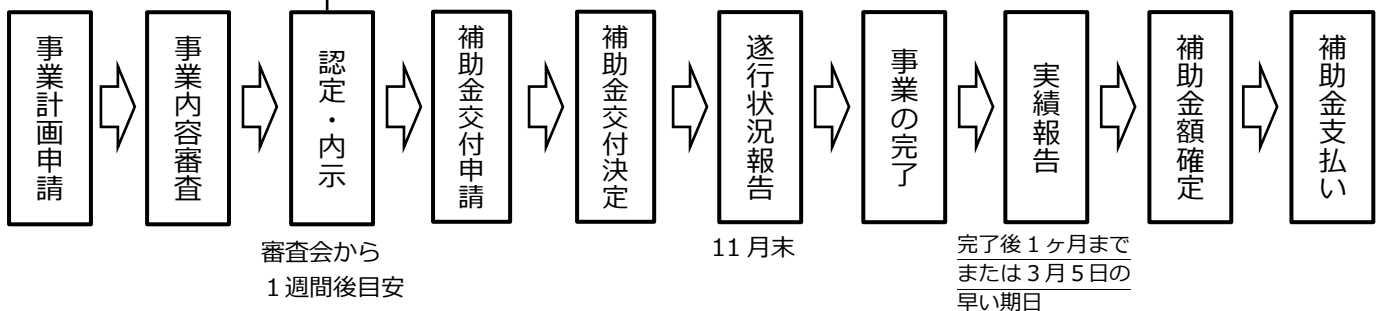 事業計画申請
事業内容審査
認定・内示
補助金交付申請
補助金交付決定
遂行状況報告
事業の完了
実績報告
補助金額確定
補助金支払い
審査会から
１週間後目安
11月末
完了後１ヶ月まで
または３月５日の
早い期日